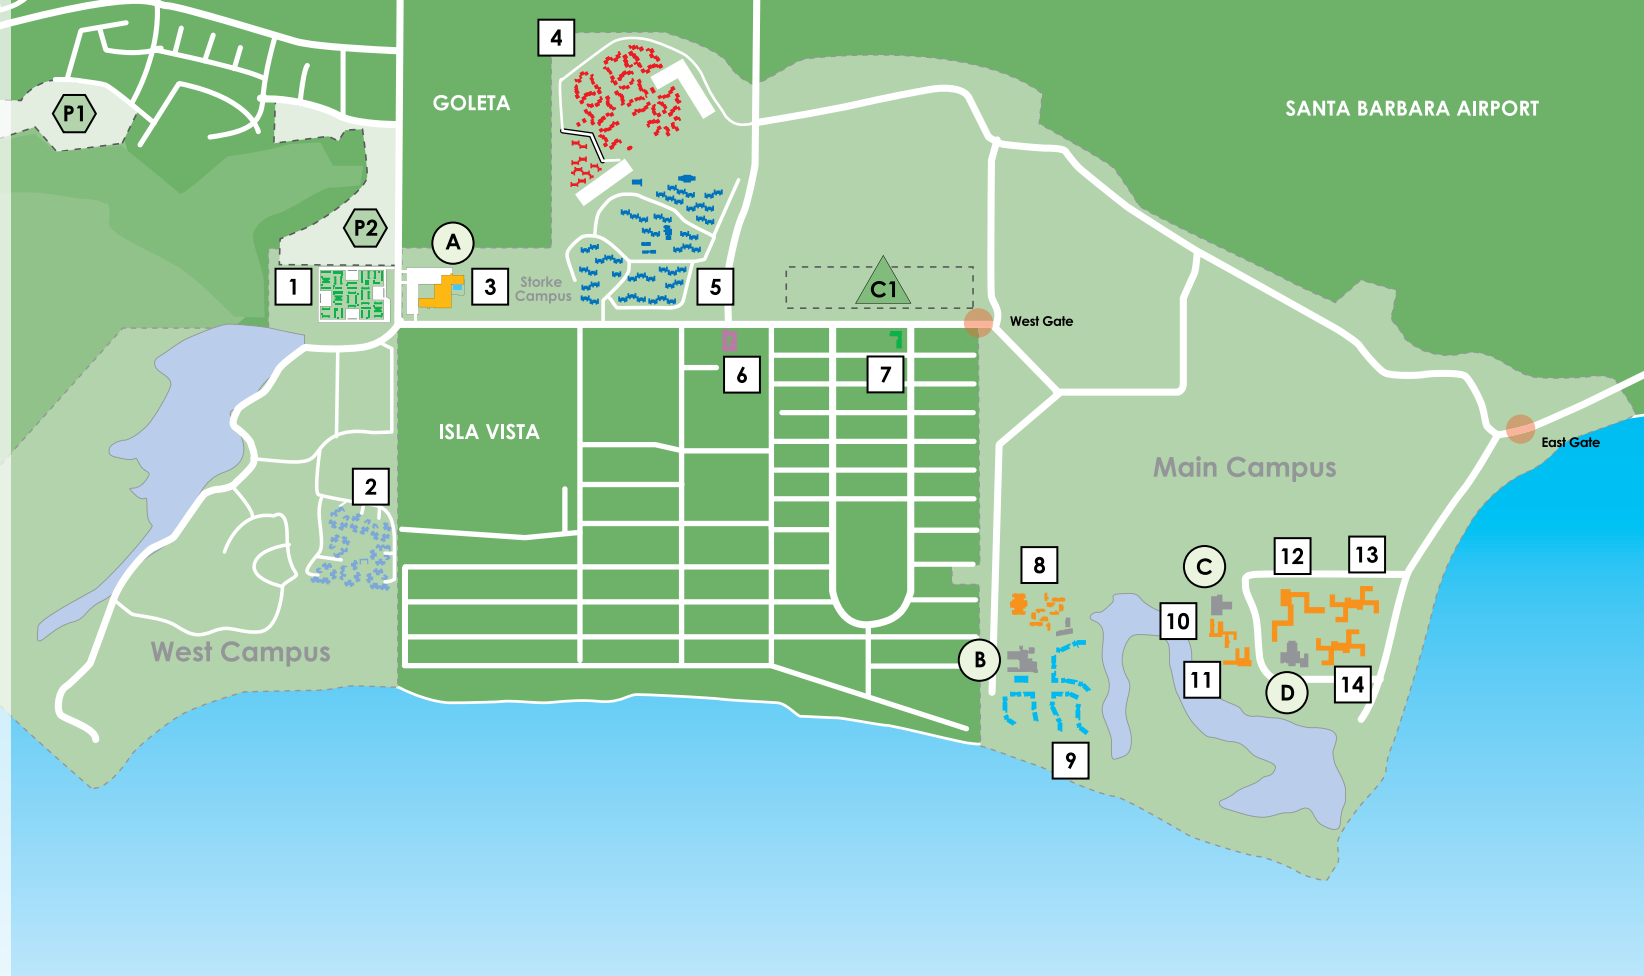 4
GOLETA
P1
SANTA BARBARA AIRPORT
P2
A
1
3
Storke
Campus
5
C1
West Gate
6
7
ISLA VISTA
East Gate
Main Campus
2
8
C
12
13
10
West Campus
B
11
D
14
9